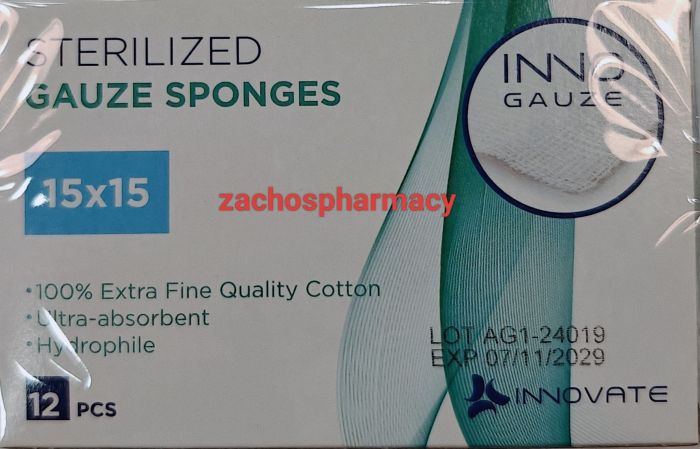 STERILIZED
GAUZE SPONGES
INNO
GAUZE
15x15
zachospharmacy
•100% Extra Fine Quality Cotton
•Ultra-absorbent
•Hydrophile
LOT AG1-24019
EXP 07/11/2029
12 PCS
INNOVATE